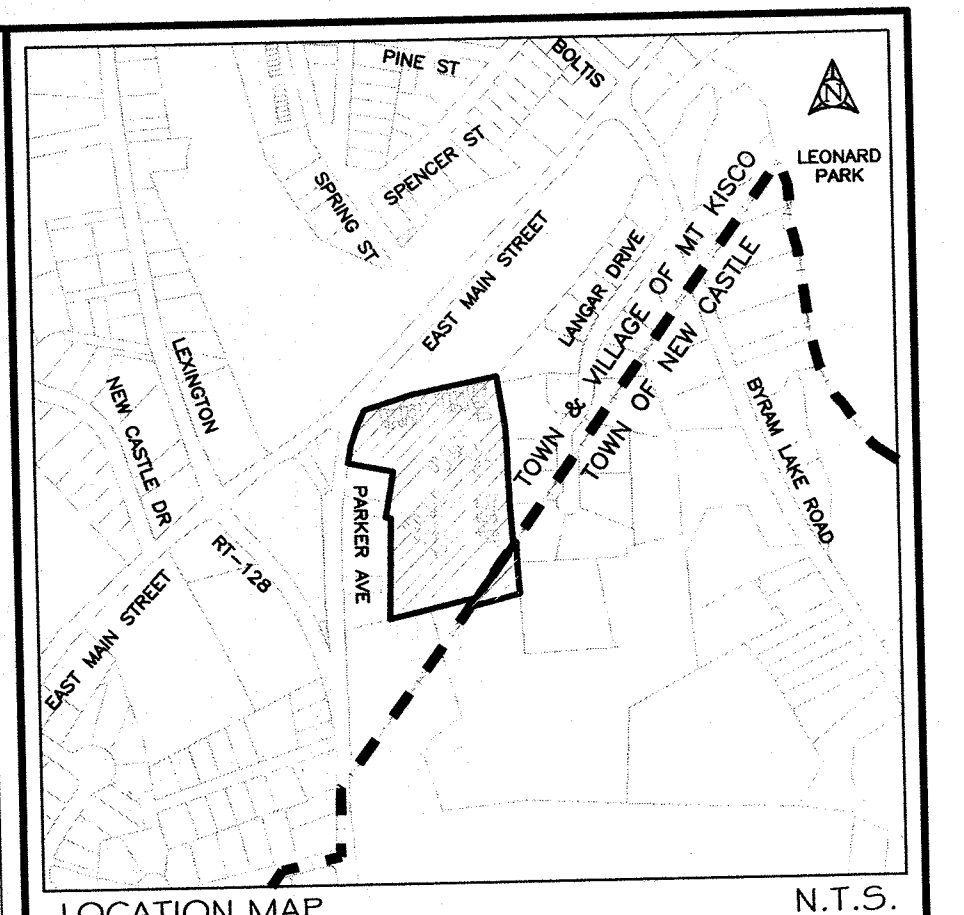 PINE ST
BOLTIS
N
LEONARD
PARK
SPENCER ST
SPRING ST
EAST MAIN STREET
LANGAR DRIVE
TOWN & VILLAGE OF MT KISCO
TOWN OF NEW CASTLE
LEXINGTON
NEW CASTLE DR
BYRAM LAKE ROAD
PARKER AVE
RT-128
EAST MAIN STREET
LOCATION MAP
N.T.S.